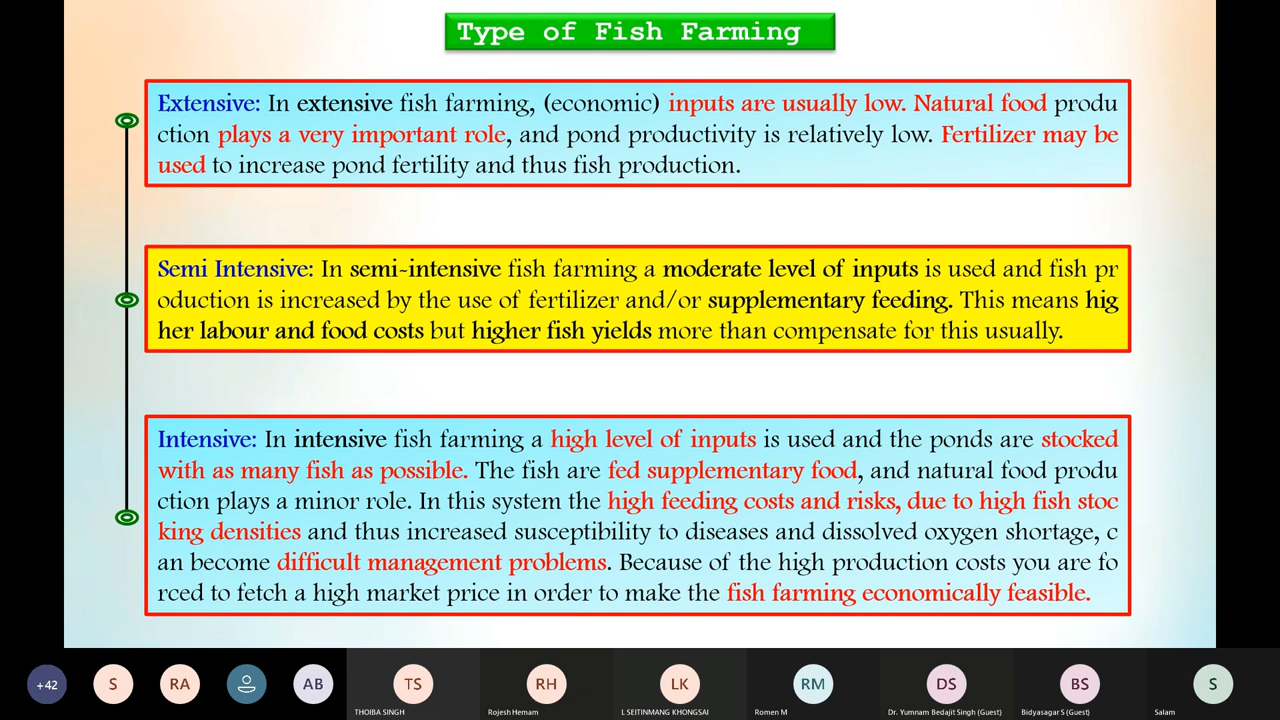 Type of Fish Farming
Extensive: In extensive fish farming, (economic) inputs are usually low. Natural food produ
ction plays a very important role, and pond productivity is relatively low. Fertilizer may be
used to increase pond fertility and thus fish production.
Semi Intensive: In semi-intensive fish farming a moderate level of inputs is used and fish pr
oduction is increased by the use of fertilizer and/or supplementary feeding. This means hig
her labour and food costs but higher fish yields more than compensate for this usually.
Intensive: In intensive fish farming a high level of inputs is used and the ponds are stocked
with as many fish as possible. The fish are fed supplementary food, and natural food produ
ction plays a minor role. In this system the high feeding costs and risks, due to high fish stoc
king densities and thus increased susceptibility to diseases and dissolved oxygen shortage, c
an become difficult management problems. Because of the high production costs you are fo
rced to fetch a high market price in order to make the fish farming economically feasible.
+42 S RA AB TS RH LK RM DS BS S
THOIBA SINGH Rojesh Hemam L SEITINMANG KHONGSAI Romen M Dr. Yumnam Bedajit Singh (Guest) Bidyasagar S (Guest) Salam